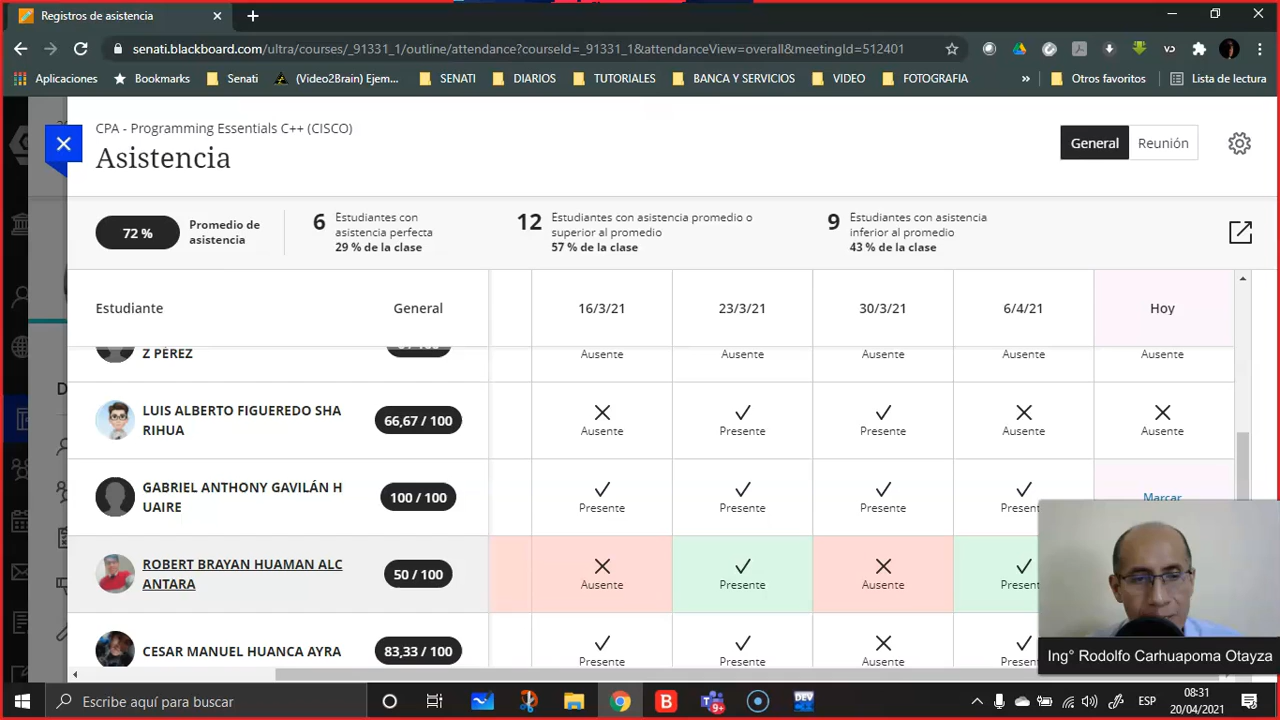 Registros de asistencia
senati.blackboard.com/ultra/courses/_91331_1/outline/attendance?courseId=_91331_1&attendanceView=overall&meetingId=512401
Aplicaciones Bookmarks Senati (Video2Brain) Ejem... SENATI DIARIOS TUTORIALES BANCA Y SERVICIOS VIDEO FOTOGRAFIA » Otros favoritos Lista de lectura
CPA - Programming Essentials C++ (CISCO)
Asistencia
General Reunión
72 % Promedio de asistencia
6 Estudiantes con asistencia perfecta
29 % de la clase
12 Estudiantes con asistencia promedio o superior al promedio
57 % de la clase
9 Estudiantes con asistencia inferior al promedio
43 % de la clase
Estudiante General 16/3/21 23/3/21 30/3/21 6/4/21 Hoy
Z PÉREZ Ausente Ausente Ausente Ausente Ausente
LUIS ALBERTO FIGUEREDO SHA
RIHUA
66,67 / 100 Ausente Presente Presente Ausente Ausente
GABRIEL ANTHONY GAVILÁN H
UAIRE
100 / 100 Presente Presente Presente Presente Marcar
ROBERT BRAYAN HUAMAN ALC
ANTARA
50 / 100 Ausente Presente Ausente Present
CESAR MANUEL HUANCA AYRA 83,33 / 100 Presente Presente Ausente Presente
Ing° Rodolfo Carhuapoma Otayza
Escribe aquí para buscar
9+
DEV
ESP
08:31
20/04/2021